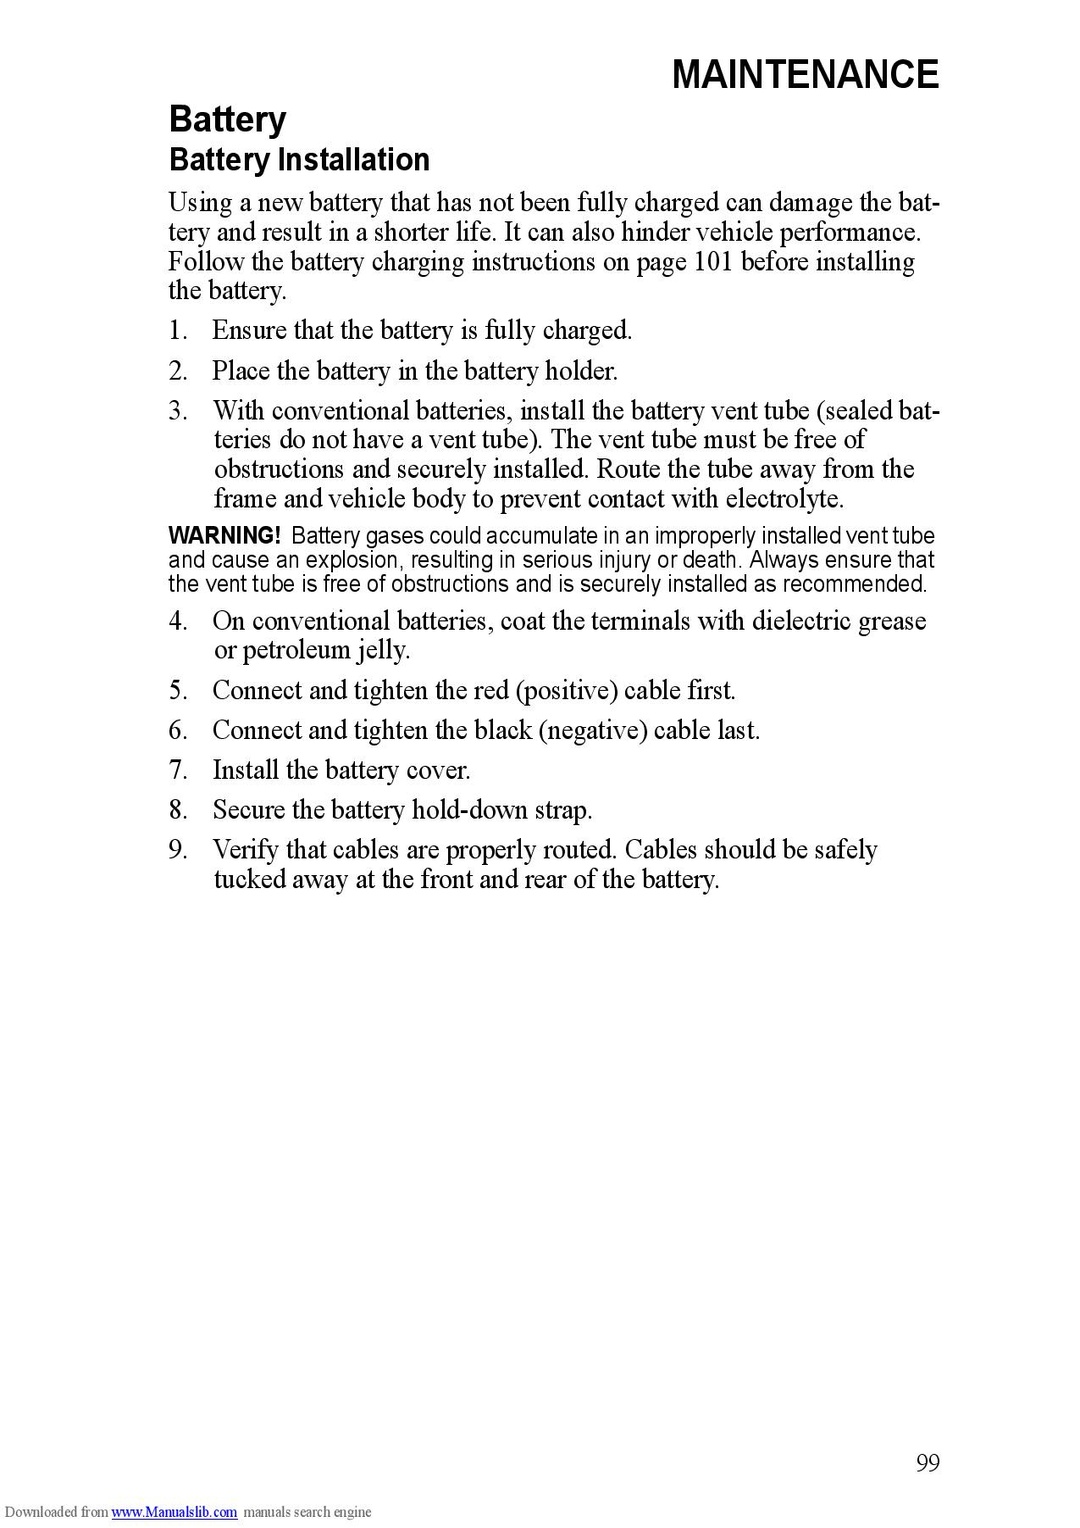 MAINTENANCE
Battery
Battery Installation
Using a new battery that has not been fully charged can damage the bat-
tery and result in a shorter life. It can also hinder vehicle performance.
Follow the battery charging instructions on page 101 before installing
the battery.
1. Ensure that the battery is fully charged.
2. Place the battery in the battery holder.
3. With conventional batteries, install the battery vent tube (sealed bat-
teries do not have a vent tube). The vent tube must be free of
obstructions and securely installed. Route the tube away from the
frame and vehicle body to prevent contact with electrolyte.
WARNING! Battery gases could accumulate in an improperly installed vent tube
and cause an explosion, resulting in serious injury or death. Always ensure that
the vent tube is free of obstructions and is securely installed as recommended.
4. On conventional batteries, coat the terminals with dielectric grease
or petroleum jelly.
5. Connect and tighten the red (positive) cable first.
6. Connect and tighten the black (negative) cable last.
7. Install the battery cover.
8. Secure the battery hold-down strap.
9. Verify that cables are properly routed. Cables should be safely
tucked away at the front and rear of the battery.
99
Downloaded from www.Manualslib.com manuals search engine